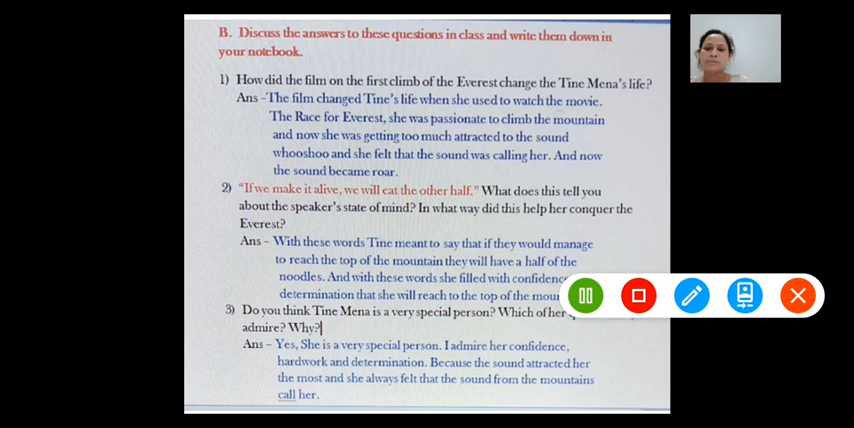 B. Discuss the answers to these questions in class and write them down in
your notebook.
1) How did the film on the first climb of the Everest change the Tine Mena's life?
Ans -The film changed Tine's life when she used to watch the movie.
The Race for Everest, she was passionate to climb the mountain
and now she was getting too much attracted to the sound
whooshoo and she felt that the sound was calling her. And now
the sound became roar.
2) "If we make it alive, we will eat the other half." What does this tell you
about the speaker's state of mind? In what way did this help her conquer the
Everest?
Ans - With these words Tine meant to say that if they would manage
to reach the top of the mountain they will have a half of the
noodles. And with these words she filled with
determination that she will reach to the top of the
3) Do you think Tine Mena is a very special person? Which of her
admire? Why?
Ans - Yes, She is a very special person. I admire her confidence,
hardwork and determination. Because the sound attracted her
the most and she always felt that the sound from the mountains
call her.